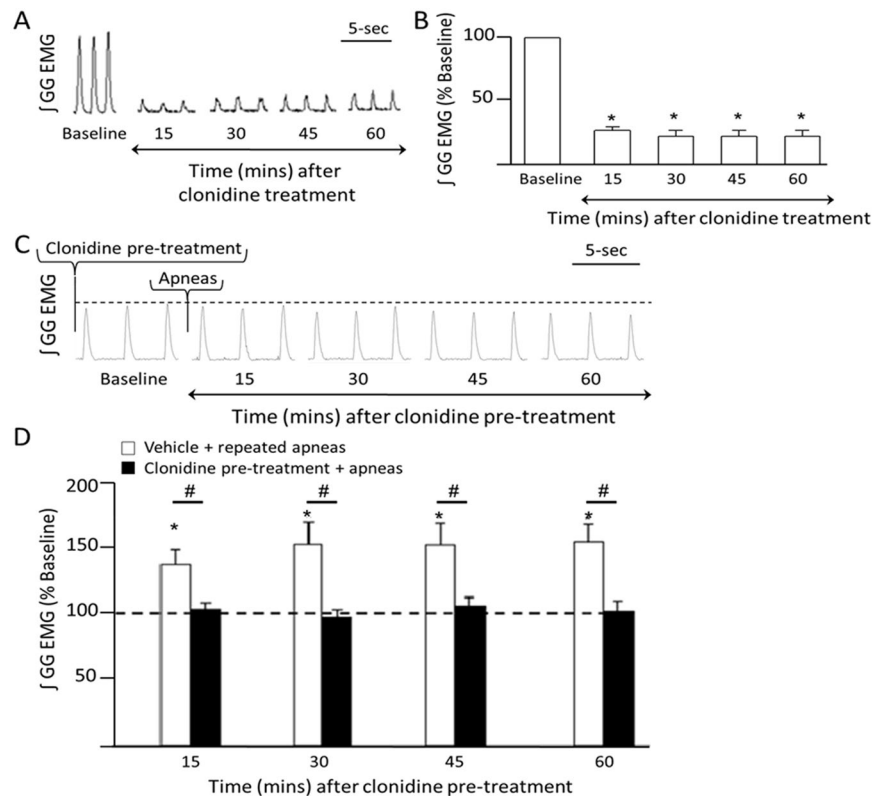 A
5-sec
∫ GG EMG
Baseline 15 30 45 60
Time (mins) after
clonidine treatment
B
∫ GG EMG (% Baseline)
100
50
* * * *
Baseline 15 30 45 60
Time (mins) after clonidine treatment
C
Clonidine pre-treatment
Apneas
5-sec
∫ GG EMG
Baseline 15 30 45 60
Time (mins) after clonidine pre-treatment
D
Vehicle + repeated apneas
Clonidine pre-treatment + apneas
∫ GG EMG (% Baseline)
200
150
100
50
# # # #
* * * *
15 30 45 60
Time (mins) after clonidine pre-treatment